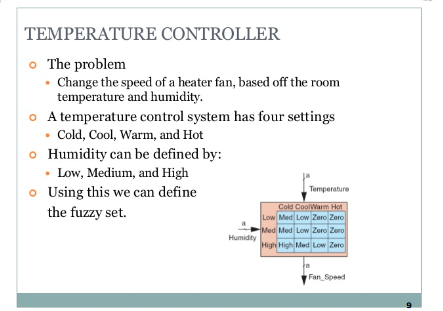 TEMPERATURE CONTROLLER
The problem
Change the speed of a heater fan, based off the room
temperature and humidity.
A temperature control system has four settings
Cold, Cool, Warm, and Hot
Humidity can be defined by:
Low, Medium, and High
Using this we can define
the fuzzy set.
a
Temperature
Cold Cool Warm Hot
Low Med Low Zero Zero
a
Humidity
Med Med Low Zero Zero
High High Med Low Zero
a
Fan_Speed
9